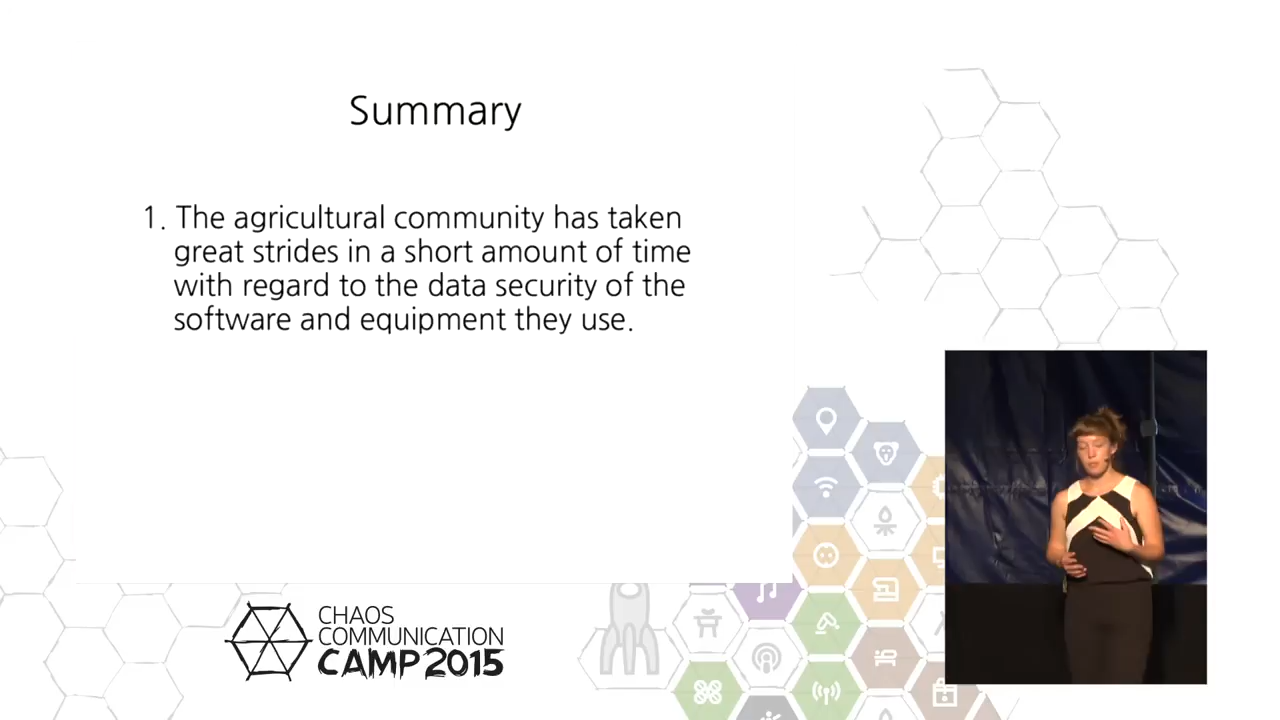 Summary
1. The agricultural community has taken
great strides in a short amount of time
with regard to the data security of the
software and equipment they use.
CHAOS
COMMUNICATION
CAMP 2015